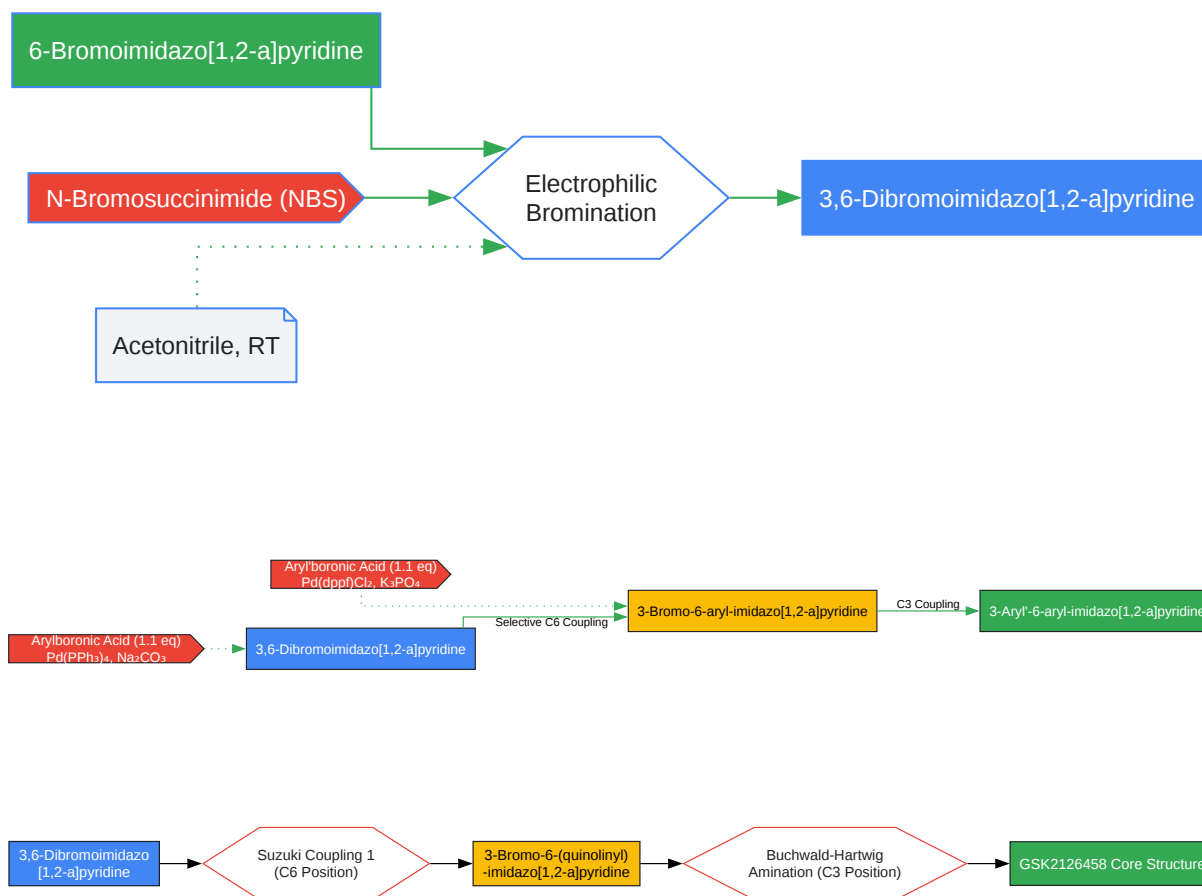 6-Bromoimidazo[1,2-a]pyridine
N-Bromosuccinimide (NBS)
Electrophilic
Bromination
3,6-Dibromoimidazo[1,2-a]pyridine
Acetonitrile, RT
Aryl'boronic Acid (1.1 eq)
Pd(dppf)Cl₂, K₃PO₄
Arylboronic Acid (1.1 eq)
Pd(PPh₃)₄, Na₂CO₃
3,6-Dibromoimidazo[1,2-a]pyridine
Selective C6 Coupling
3-Bromo-6-aryl-imidazo[1,2-a]pyridine
C3 Coupling
3-Aryl'-6-aryl-imidazo[1,2-a]pyridine
3,6-Dibromoimidazo
[1,2-a]pyridine
Suzuki Coupling 1
(C6 Position)
3-Bromo-6-(quinolinyl)
-imidazo[1,2-a]pyridine
Buchwald-Hartwig
Amination (C3 Position)
GSK2126458 Core Structure